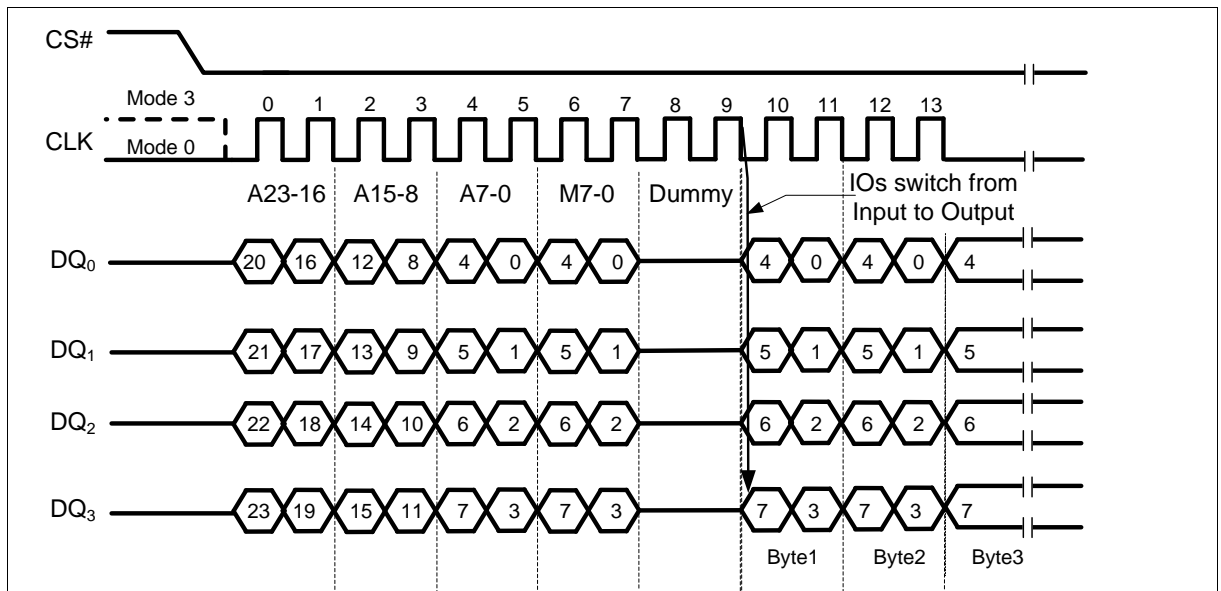 CS#
Mode 3
0 1 2 3 4 5 6 7 8 9 10 11 12 13
CLK
Mode 0
A23-16 A15-8 A7-0 M7-0 Dummy
IOs switch from
Input to Output
DQ0 20 16 12 8 4 0 4 0 4 0 4 0 4
DQ1 21 17 13 9 5 1 5 1 5 1 5 1 5
DQ2 22 18 14 10 6 2 6 2 6 2 6 2 6
DQ3 23 19 15 11 7 3 7 3 7 3 7 3 7
Byte1 Byte2 Byte3